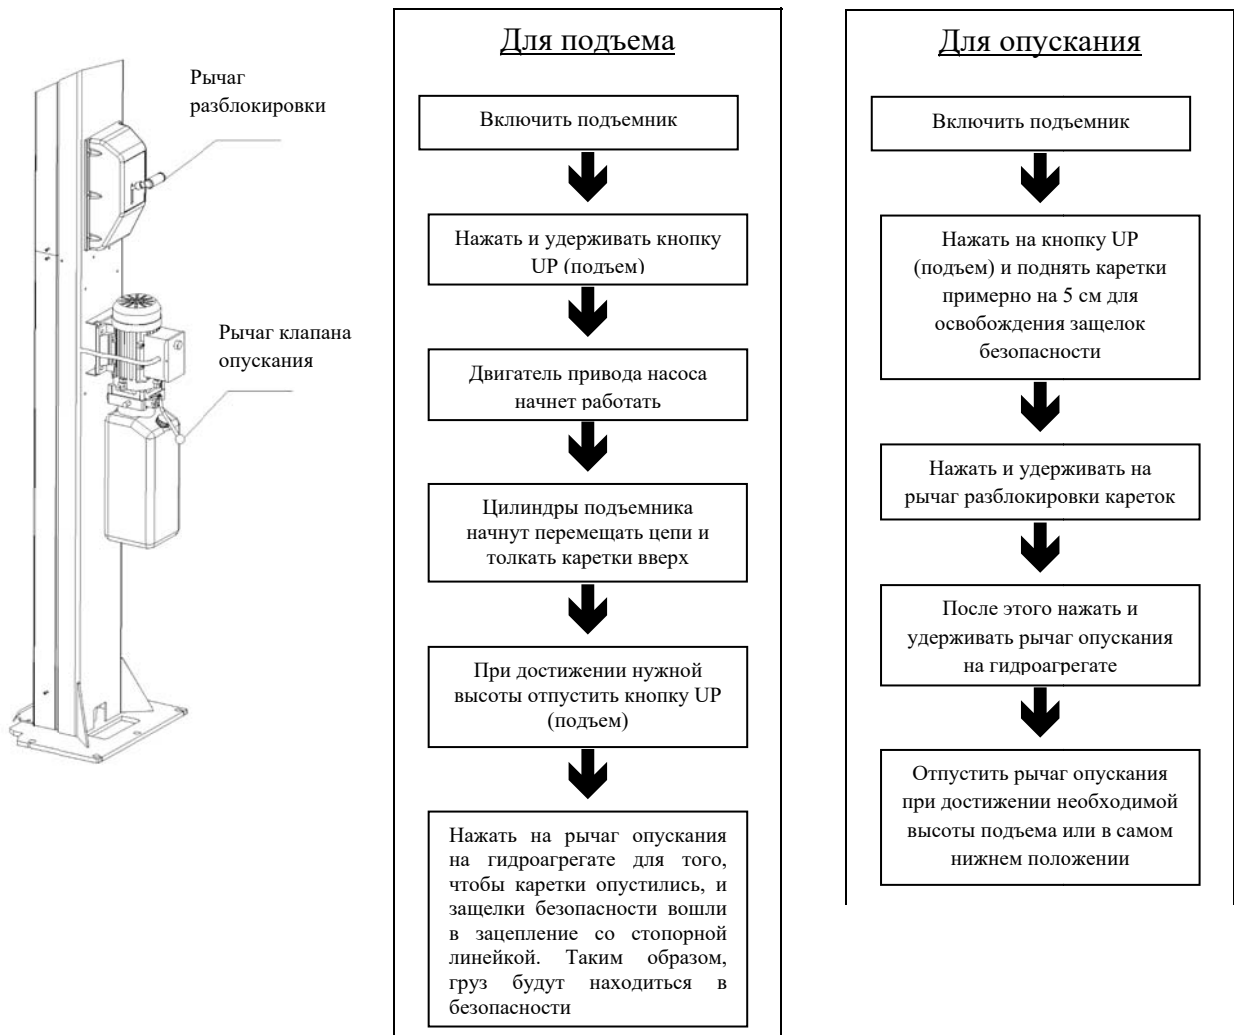 Рычаг
разблокировки
Рычаг клапана
опускания
Для подъема
Включить подъемник
Нажать и удерживать кнопку
UP (подъем)
Двигатель привода насоса
начнет работать
Цилиндры подъемника
начнут перемещать цепи и
толкать каретки вверх
При достижении нужной
высоты отпустить кнопку UP
(подъем)
Нажать на рычаг опускания
на гидроагрегате для того,
чтобы каретки опустились, и
защелки безопасности вошли
в зацепление со стопорной
линейкой. Таким образом,
груз будут находиться в
безопасности
Для опускания
Включить подъемник
Нажать на кнопку UP
(подъем) и поднять каретки
примерно на 5 см для
освобождения защелок
безопасности
Нажать и удерживать на
рычаг разблокировки кареток
После этого нажать и
удерживать рычаг опускания
на гидроагрегате
Отпустить рычаг опускания
при достижении необходимой
высоты подъема или в самом
нижнем положении